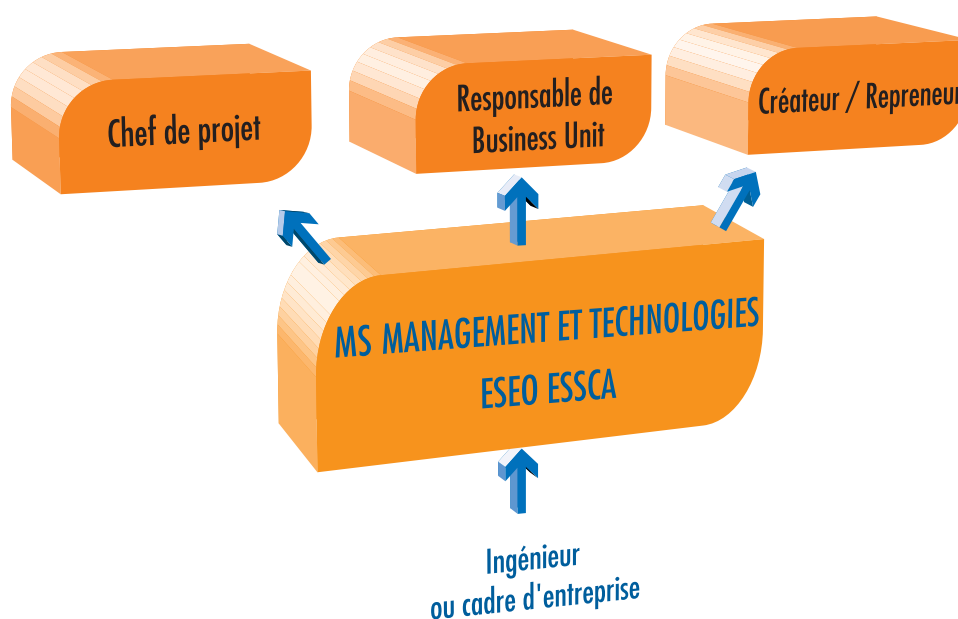 Chef de projet
Responsable de
Business Unit
Créateur / Repreneur
MS MANAGEMENT ET TECHNOLOGIES
ESEO ESSCA
Ingénieur
ou cadre d'entreprise